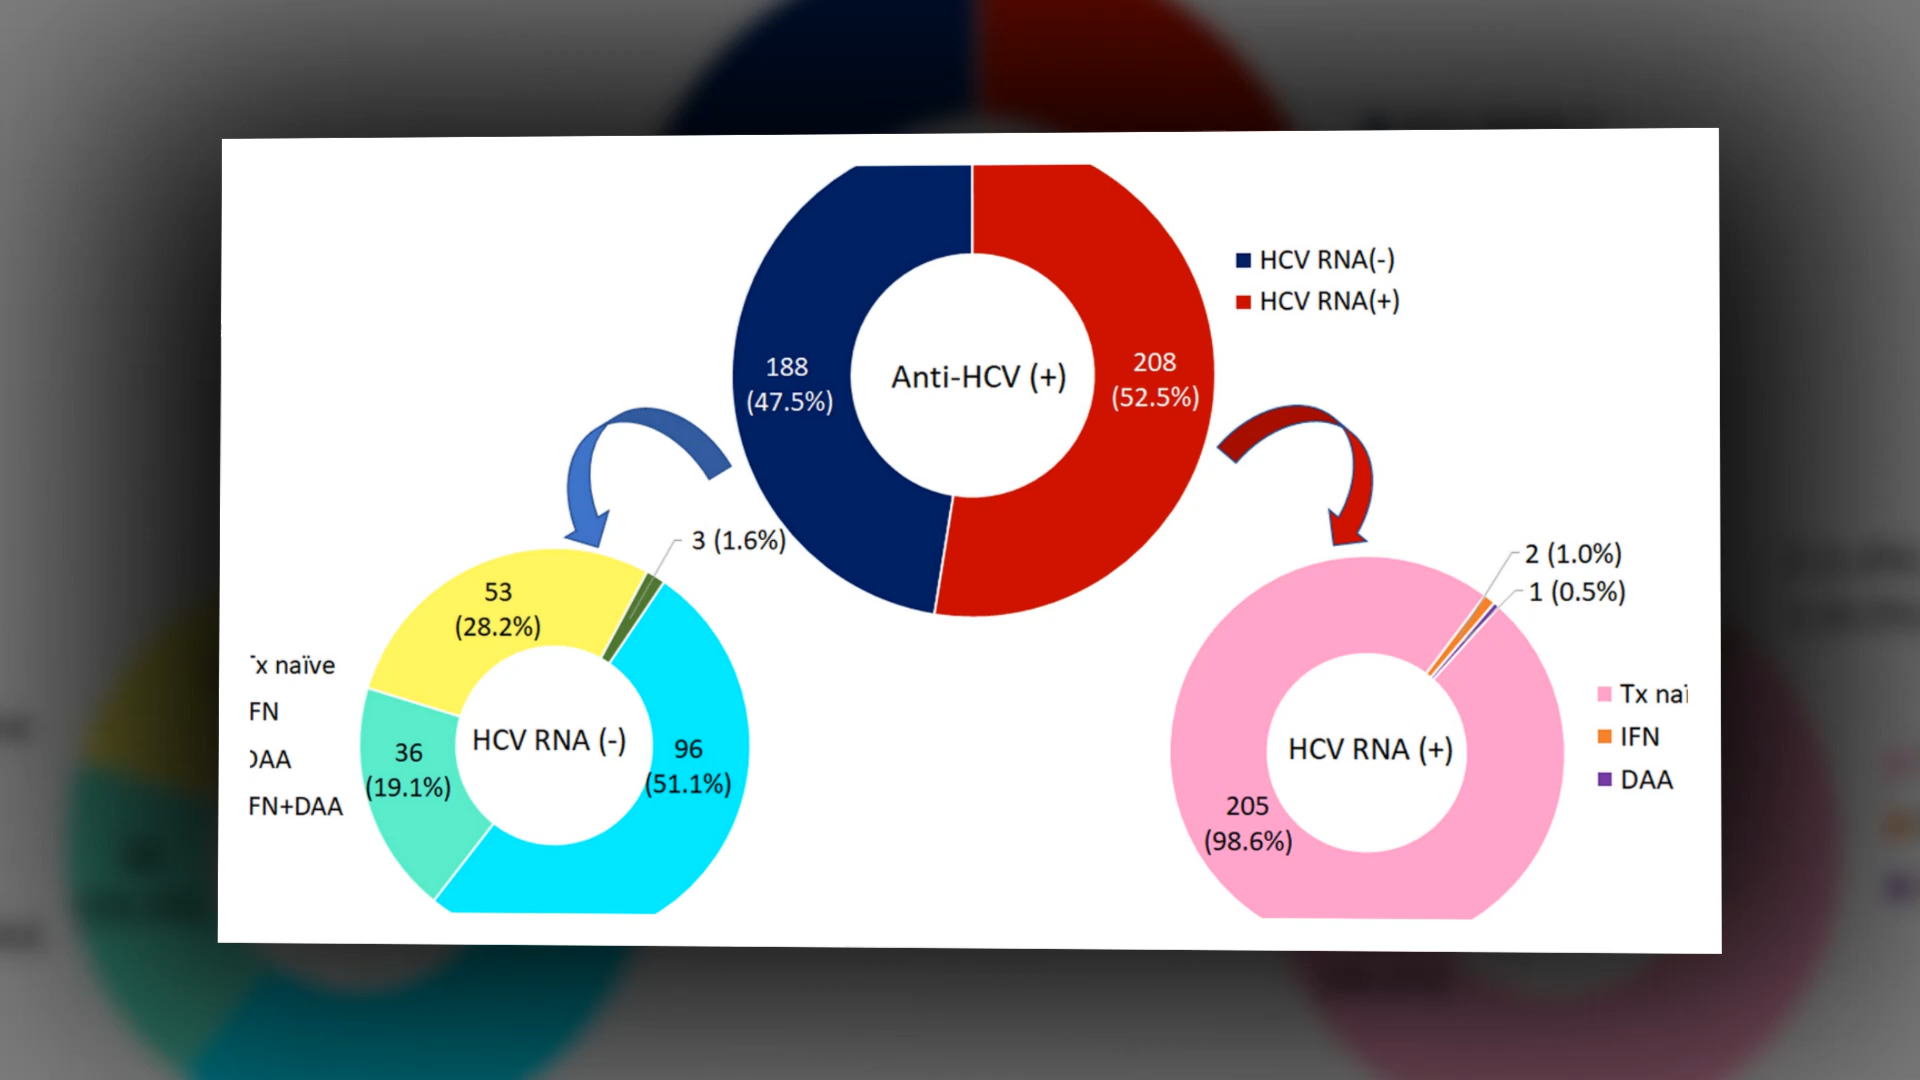 HCV RNA(-)
HCV RNA(+)
188
(47.5%)
Anti-HCV (+)
208
(52.5%)
3 (1.6%)
53
(28.2%)
x naïve
FN
AA
FN+DAA
HCV RNA (-)
36
(19.1%)
96
(51.1%)
2 (1.0%)
1 (0.5%)
HCV RNA (+)
205
(98.6%)
Tx naï
IFN
DAA